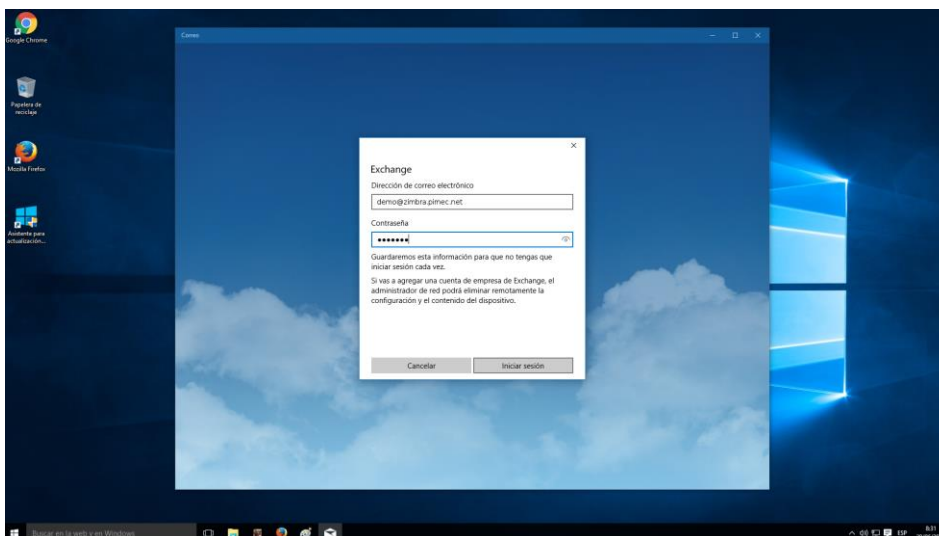 Google Chrome
Papelera de
reciclaje
Mozilla Firefox
Asistente para
actualización...
Correo
Exchange
Dirección de correo electrónico
demo@zimbra.pimec.net
Contraseña
Guardaremos esta información para que no tengas que
iniciar sesión cada vez.
Si vas a agregar una cuenta de empresa de Exchange, el
administrador de red podrá eliminar remotamente la
configuración y el contenido del dispositivo.
Cancelar
Iniciar sesión
Buscar en la web y en Windows
ESP
8:31